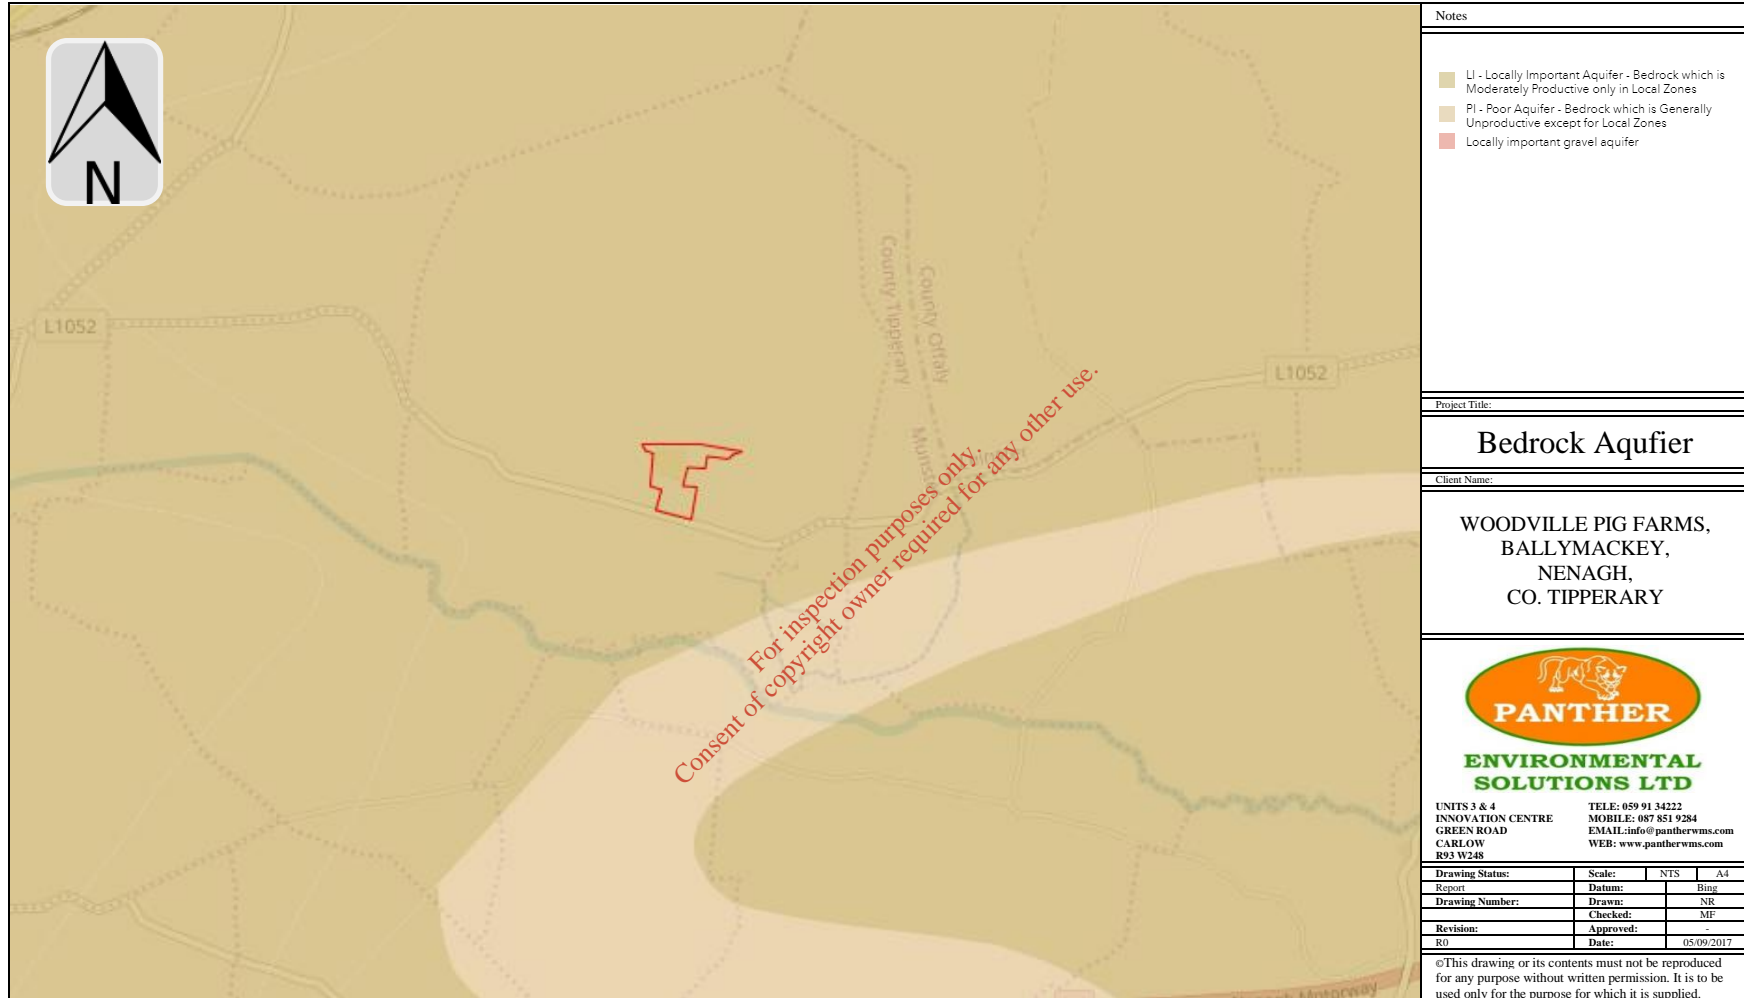 N
L1052
County Tipperary
County Offaly
L1052
Munster
For inspection purposes only.
Consent of copyright owner required for any other use.
Motorway
Notes
LI - Locally Important Aquifer - Bedrock which is
Moderately Productive only in Local Zones
PI - Poor Aquifer - Bedrock which is Generally
Unproductive except for Local Zones
Locally important gravel aquifer
Project Title:
Bedrock Aqufier
Client Name:
WOODVILLE PIG FARMS,
BALLYMACKEY,
NENAGH,
CO. TIPPERARY
PANTHER
ENVIRONMENTAL
SOLUTIONS LTD
UNITS 3 & 4
INNOVATION CENTRE
GREEN ROAD
CARLOW
R93 W248
TELE: 059 91 34222
MOBILE: 087 851 9284
EMAIL:info@pantherwms.com
WEB: www.pantherwms.com
Drawing Status: Scale: NTS A4
Report Datum: Bing
Drawing Number: Drawn: NR
Checked: MF
Revision: Approved: -
R0 Date: 05/09/2017
©This drawing or its contents must not be reproduced
for any purpose without written permission. It is to be
used only for the purpose for which it is supplied.